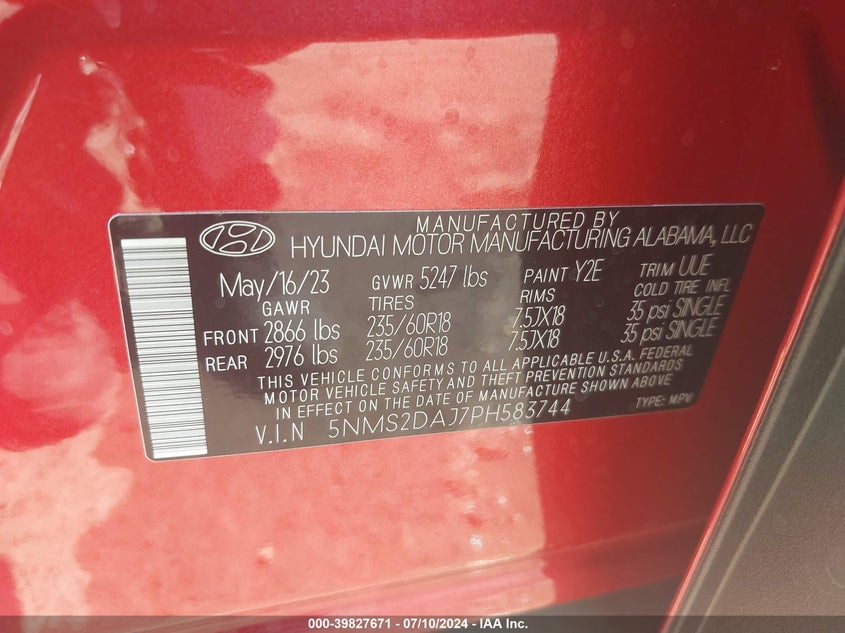 MANUFACTURED BY
HYUNDAI MOTOR MANUFACTURING ALABAMA, LLC
May/16/23 GVWR 5247 lbs PAINT Y2E TRIM UUE
GAWR TIRES RIMS COLD TIRE INFL
FRONT 2866 lbs 235/60R18 7.5JX18 35 psi SINGLE
REAR 2976 lbs 235/60R18 7.5JX18 35 psi SINGLE
THIS VEHICLE CONFORMS TO ALL APPLICABLE U.S.A. FEDERAL
MOTOR VEHICLE SAFETY AND THEFT PREVENTION STANDARDS
IN EFFECT ON THE DATE OF MANUFACTURE SHOWN ABOVE
V.I.N 5NMS2DAJ7PH583744 TYPE: MPV
000-39827671 - 07/10/2024 - IAA Inc.